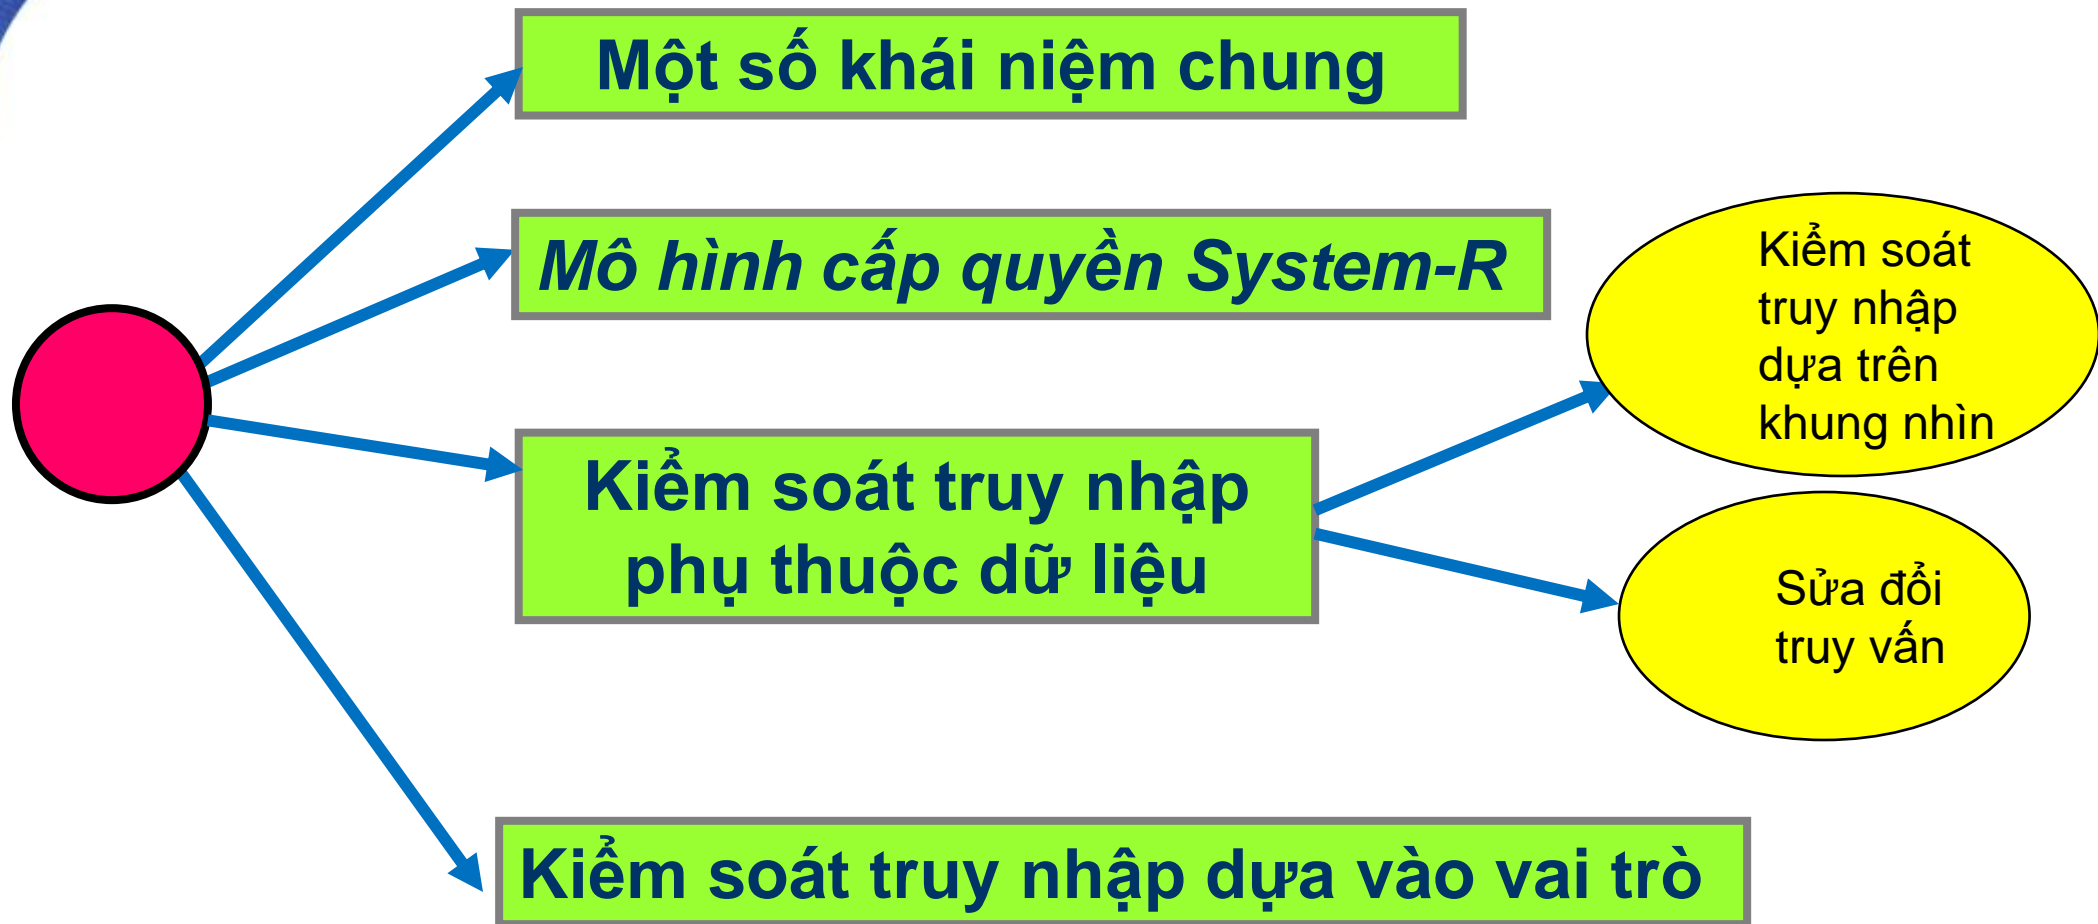 Một số khái niệm chung
Mô hình cấp quyền System-R
Kiểm soát truy nhập
phụ thuộc dữ liệu
Kiểm soát
truy nhập
dựa trên
khung nhìn
Sửa đổi
truy vấn
Kiểm soát truy nhập dựa vào vai trò